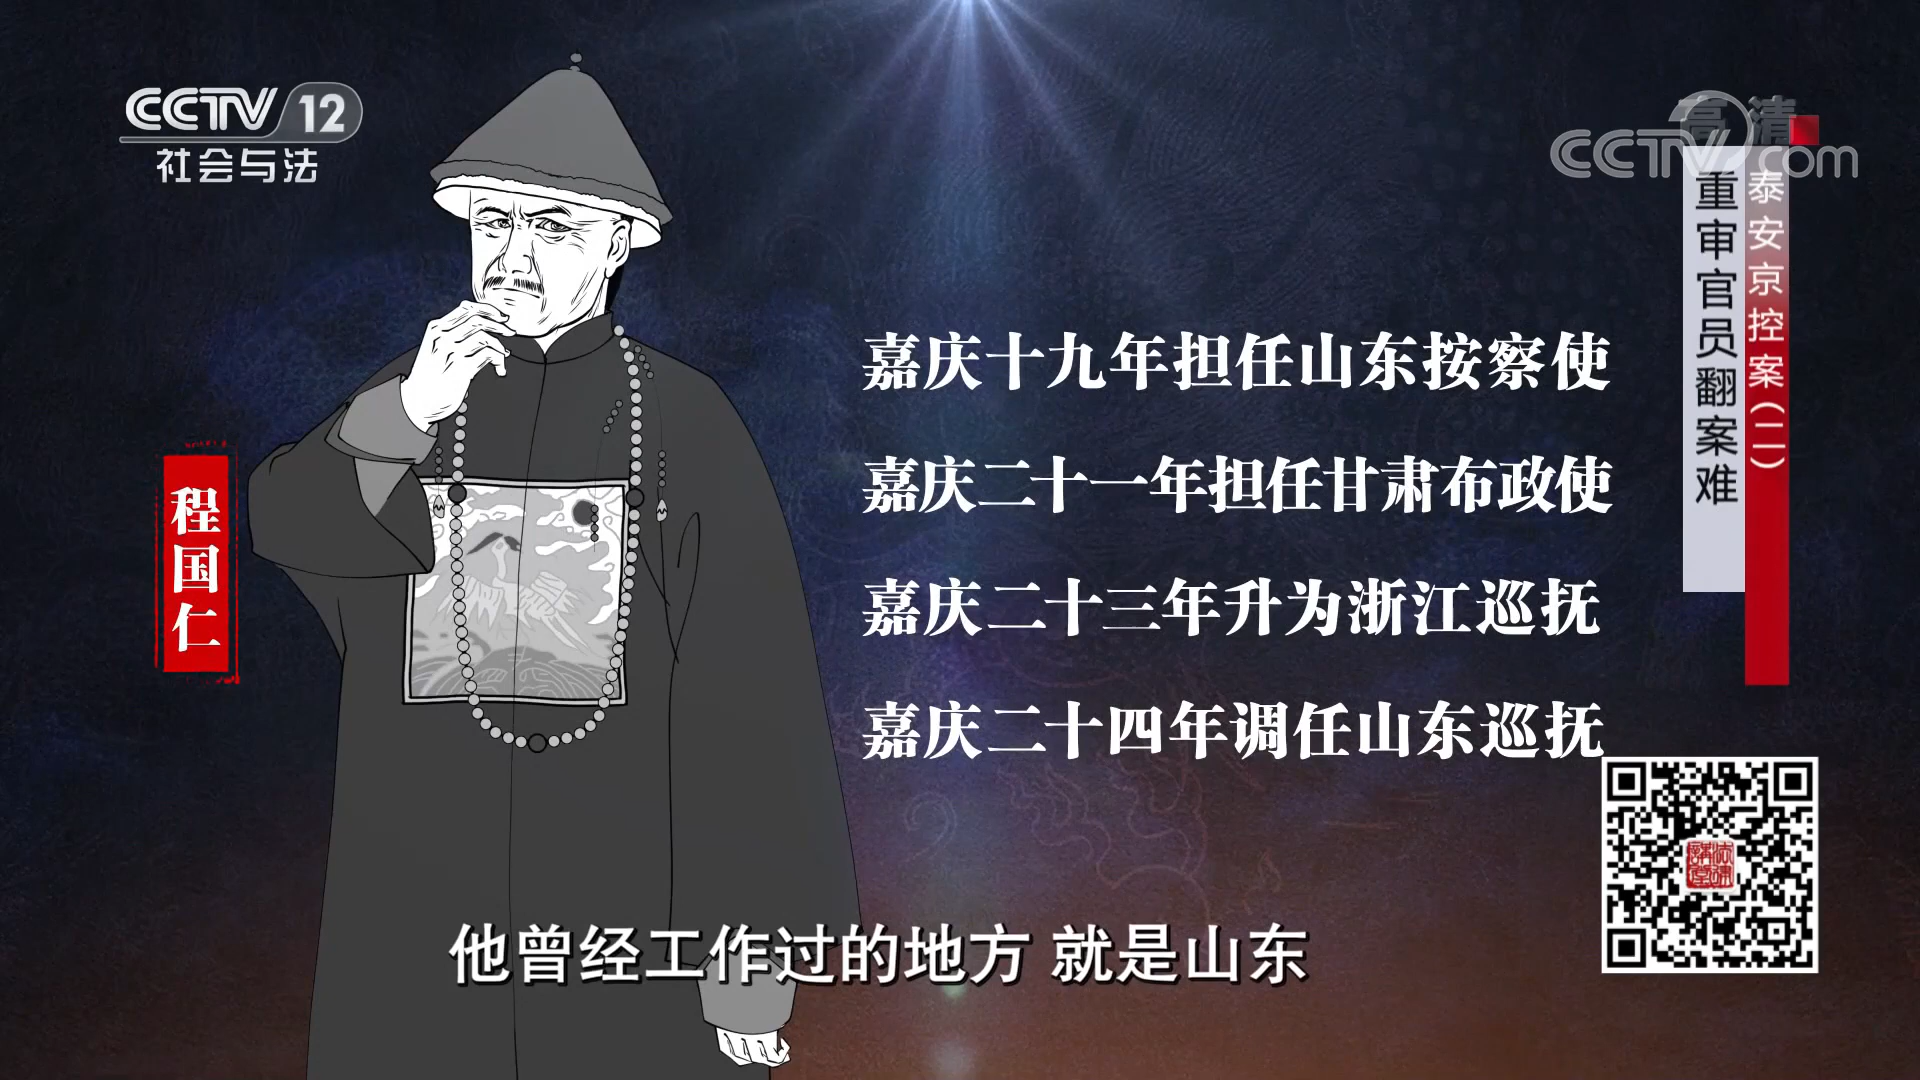 CCTV 12
社会与法
高清
CCTV.com
泰安京控案(二)
重审官员翻案难
程国仁
嘉庆十九年担任山东按察使
嘉庆二十一年担任甘肃布政使
嘉庆二十三年升为浙江巡抚
嘉庆二十四年调任山东巡抚
法律讲堂
他曾经工作过的地方 就是山东